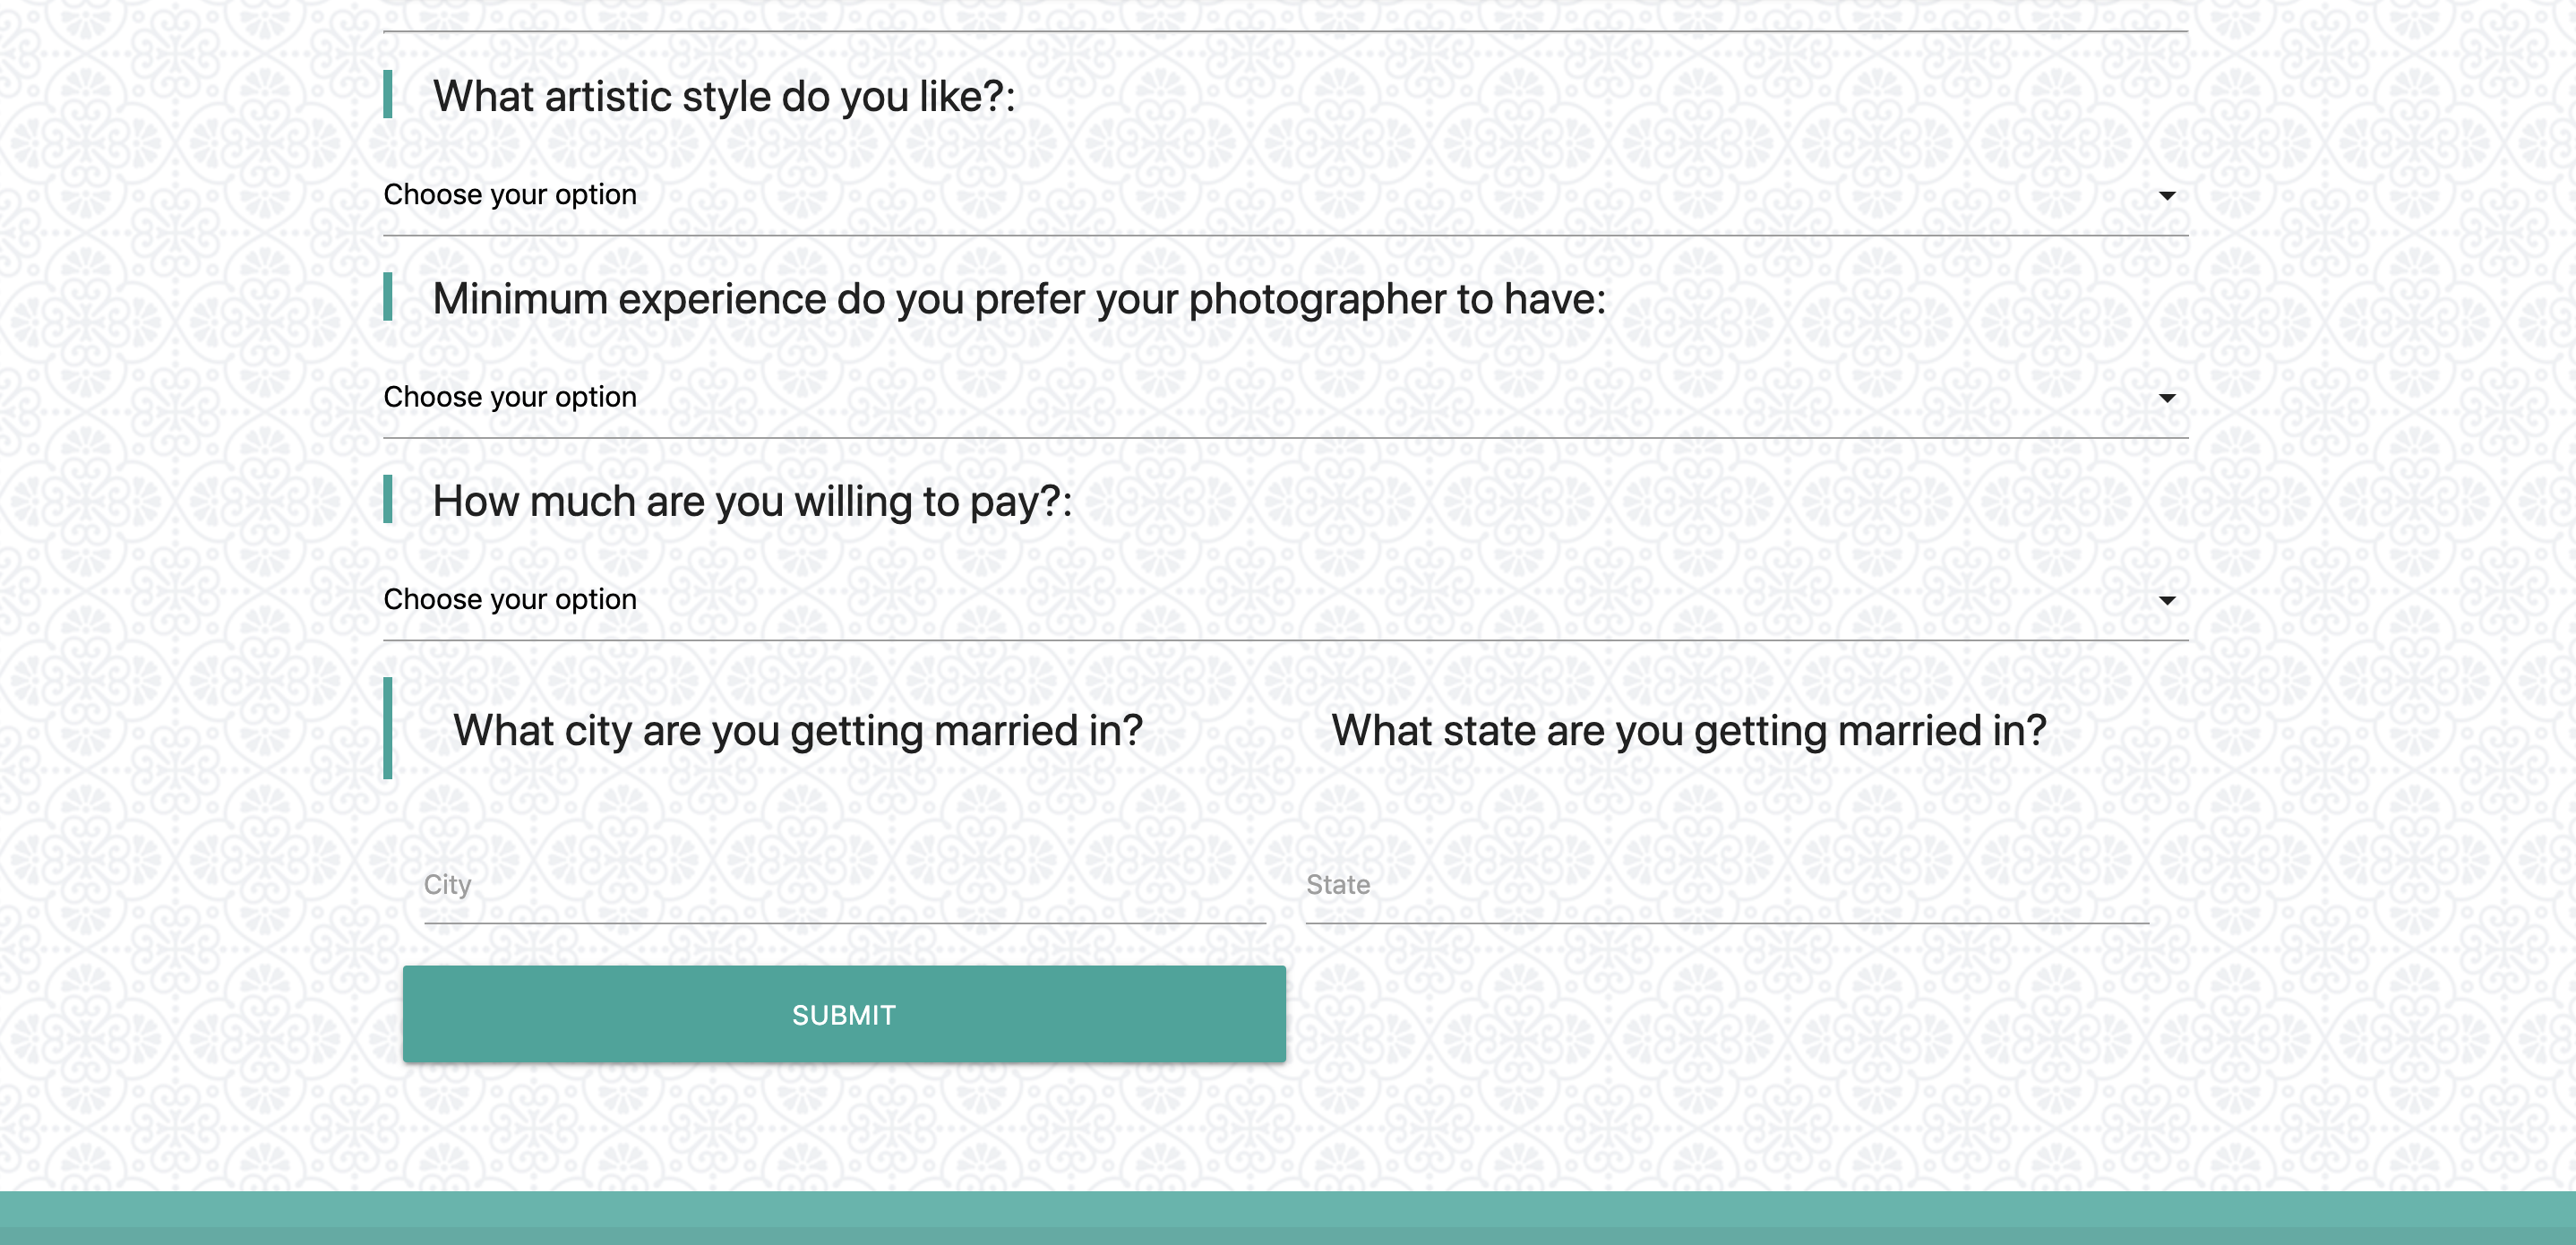 What artistic style do you like?:
Choose your option
Minimum experience do you prefer your photographer to have:
Choose your option
How much are you willing to pay?:
Choose your option
What city are you getting married in? What state are you getting married in?
City State
SUBMIT